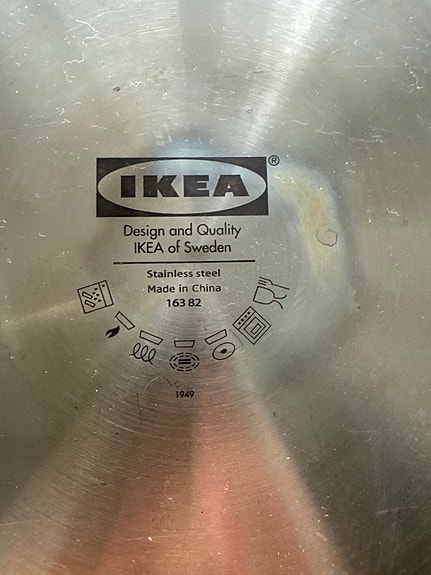 IKEA®
Design and Quality
IKEA of Sweden
Stainless steel
Made in China
163 82
1949